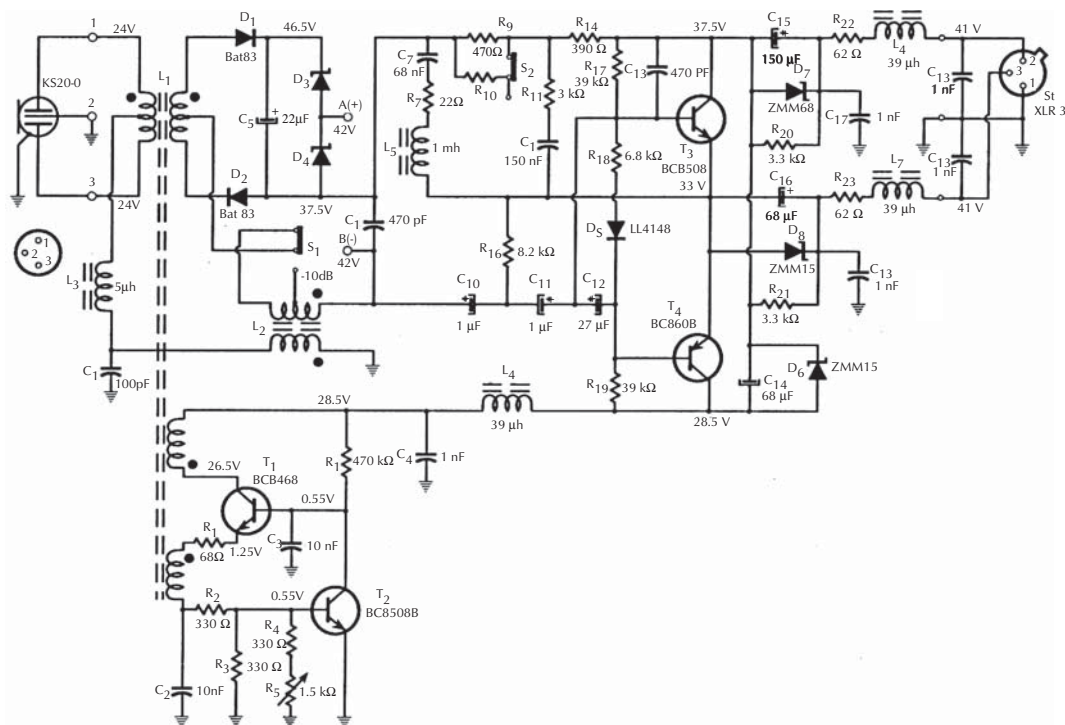 1
24V
KS20-0
2
3
24V
1
2
3
L1
D1
Bat83
46.5V
D3
C5
22µF
A(+)
42V
D4
D2
Bat 83
37.5V
C1
470 pF
B(-)
42V
S1
-10dB
L3
5µh
L2
C1
100pF
C7
68 nF
R7
22Ω
L5
1 mh
R9
470Ω
S2
R10
R11
3 kΩ
C1
150 nF
R14
390 Ω
R17
39 kΩ
C13
470 PF
37.5V
T3
BCB508
33 V
R18
6.8 kΩ
DS
LL4148
R16
8.2 kΩ
C10
1 µF
C11
1 µF
C12
27 µF
T4
BC860B
R19
39 kΩ
C15
150 µF
R22
62 Ω
L4
39 µh
41 V
D7
ZMM68
C17
1 nF
R20
3.3 kΩ
C13
1 nF
2
3
1
St
XLR 3
C13
1 nF
C16
68 µF
R23
62 Ω
L7
39 µh
41 V
D8
ZMM15
C13
1 nF
R21
3.3 kΩ
C14
68 µF
D6
ZMM15
28.5 V
L4
39 µh
28.5V
C4
1 nF
R1
470 kΩ
26.5V
T1
BCB468
0.55V
R1
68Ω
1.25V
C3
10 nF
R2
330 Ω
0.55V
T2
BC8508B
R3
330 Ω
R4
330 Ω
R5
1.5 kΩ
C2
10nF